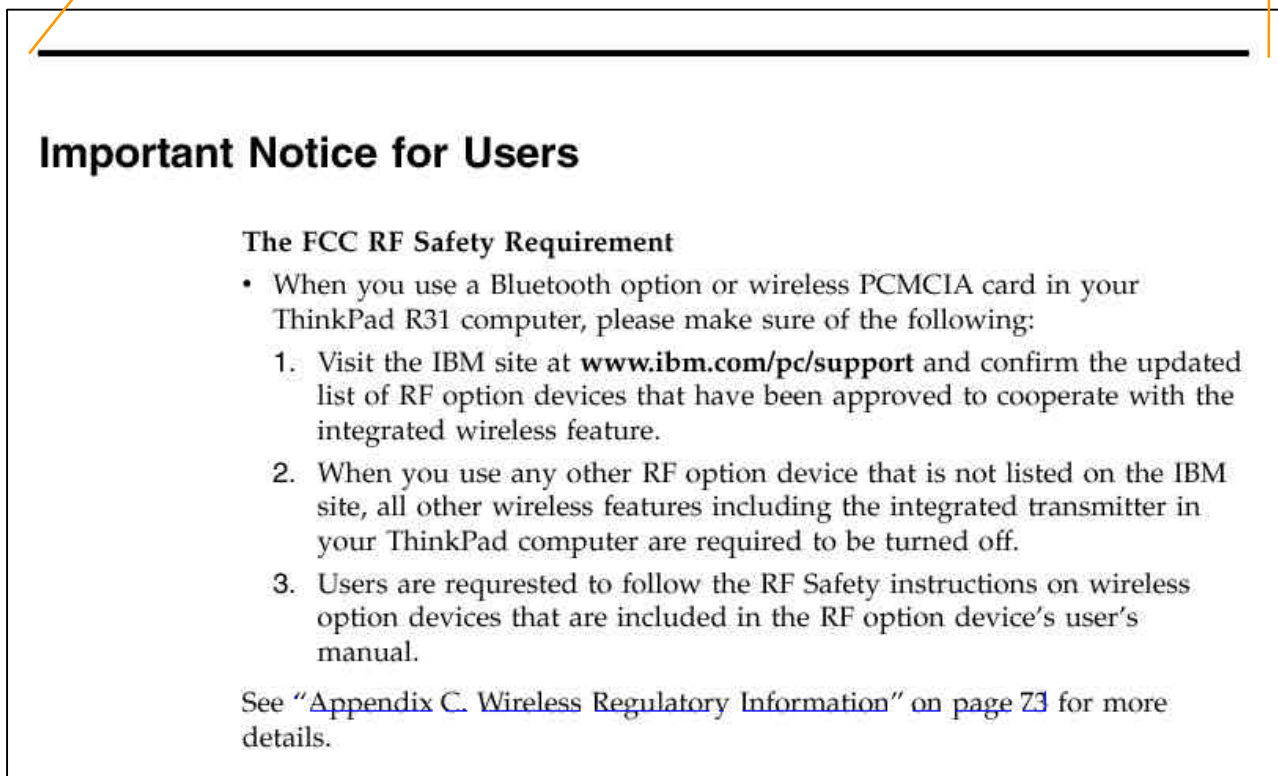 Important Notice for Users
The FCC RF Safety Requirement
• When you use a Bluetooth option or wireless PCMCIA card in your
ThinkPad R31 computer, please make sure of the following:
1. Visit the IBM site at www.ibm.com/pc/support and confirm the updated
list of RF option devices that have been approved to cooperate with the
integrated wireless feature.
2. When you use any other RF option device that is not listed on the IBM
site, all other wireless features including the integrated transmitter in
your ThinkPad computer are required to be turned off.
3. Users are requrested to follow the RF Safety instructions on wireless
option devices that are included in the RF option device's user's
manual.
See “Appendix C. Wireless Regulatory Information” on page 73 for more
details.